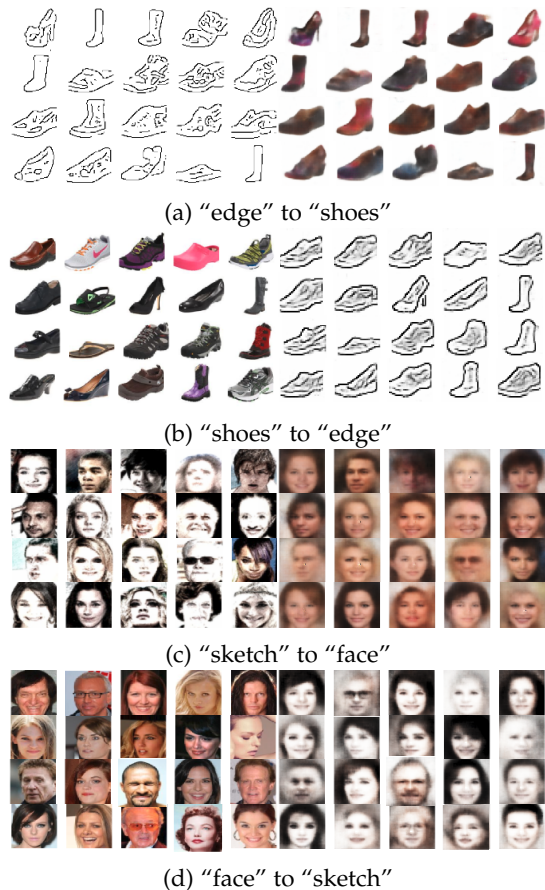 (a) “edge” to “shoes”
(b) “shoes” to “edge”
(c) “sketch” to “face”
(d) “face” to “sketch”